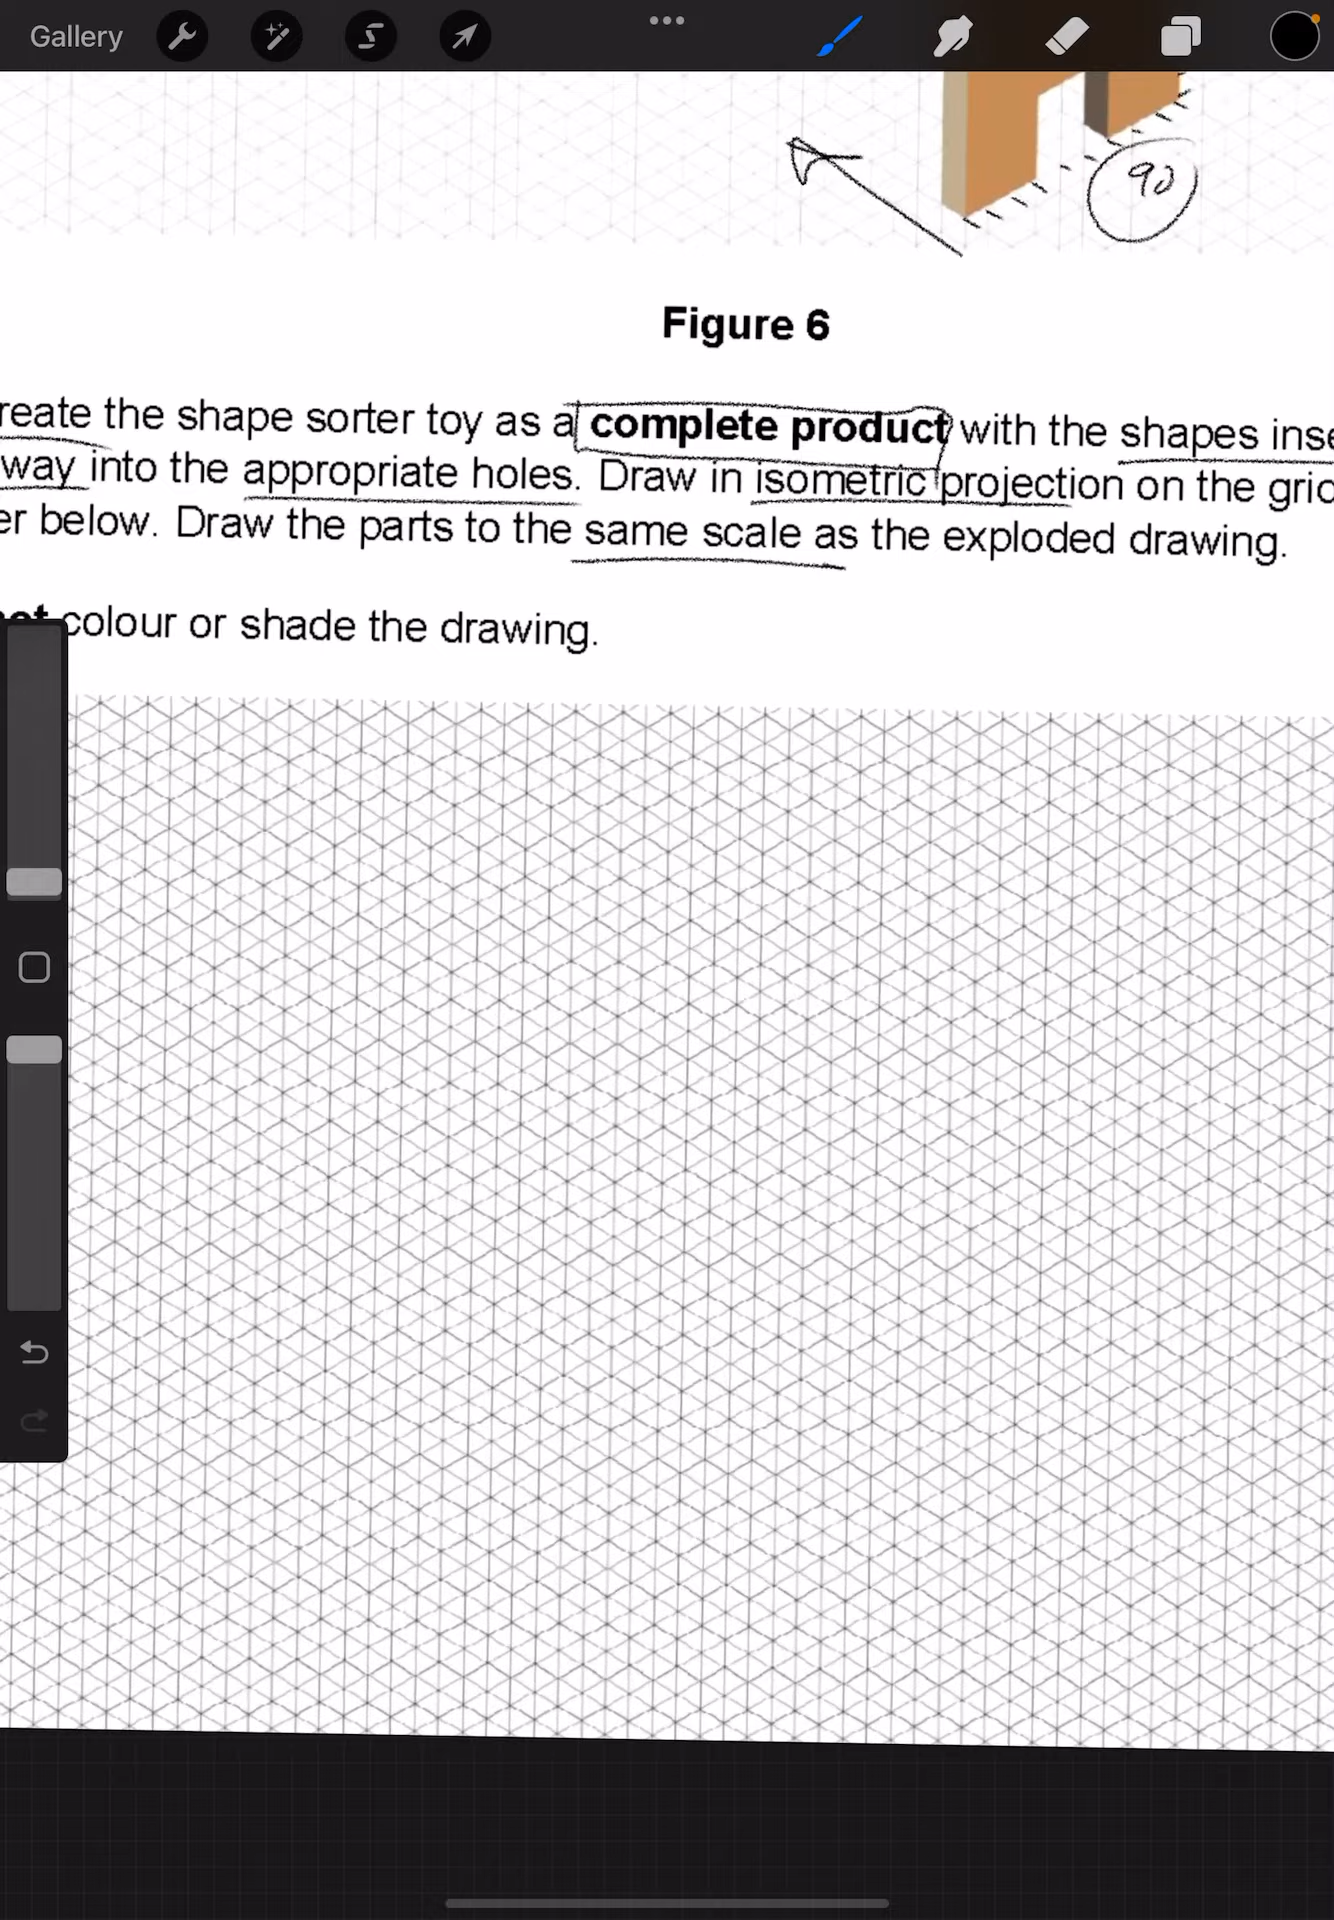 Gallery
90
Figure 6
reate the shape sorter toy as a complete product with the shapes inse
way into the appropriate holes. Draw in isometric projection on the grid
er below. Draw the parts to the same scale as the exploded drawing.
ot colour or shade the drawing.